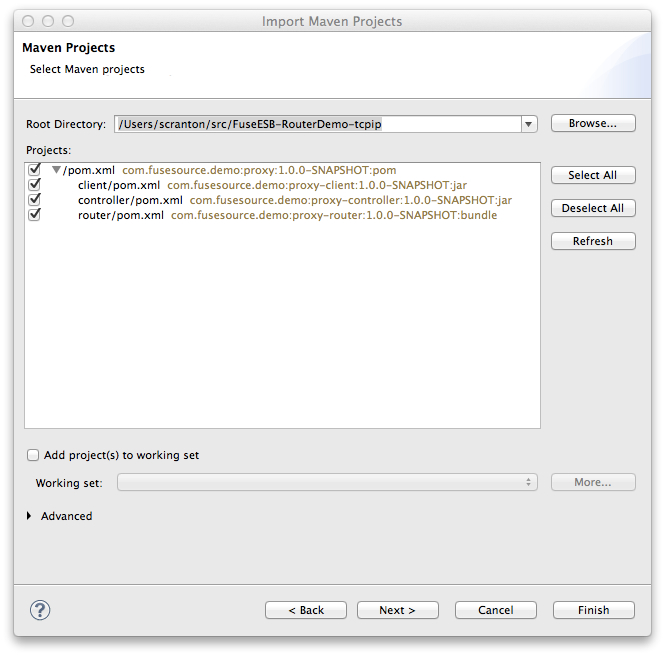 Import Maven Projects
Maven Projects
Select Maven projects
Root Directory: /Users/scranton/src/FuseESB-RouterDemo-tcpip Browse...
Projects:
/pom.xml com.fusesource.demo:proxy:1.0.0-SNAPSHOT:pom Select All
client/pom.xml com.fusesource.demo:proxy-client:1.0.0-SNAPSHOT:jar
controller/pom.xml com.fusesource.demo:proxy-controller:1.0.0-SNAPSHOT:jar Deselect All
router/pom.xml com.fusesource.demo:proxy-router:1.0.0-SNAPSHOT:bundle
Refresh
Add project(s) to working set
Working set: More...
Advanced
? < Back Next > Cancel Finish